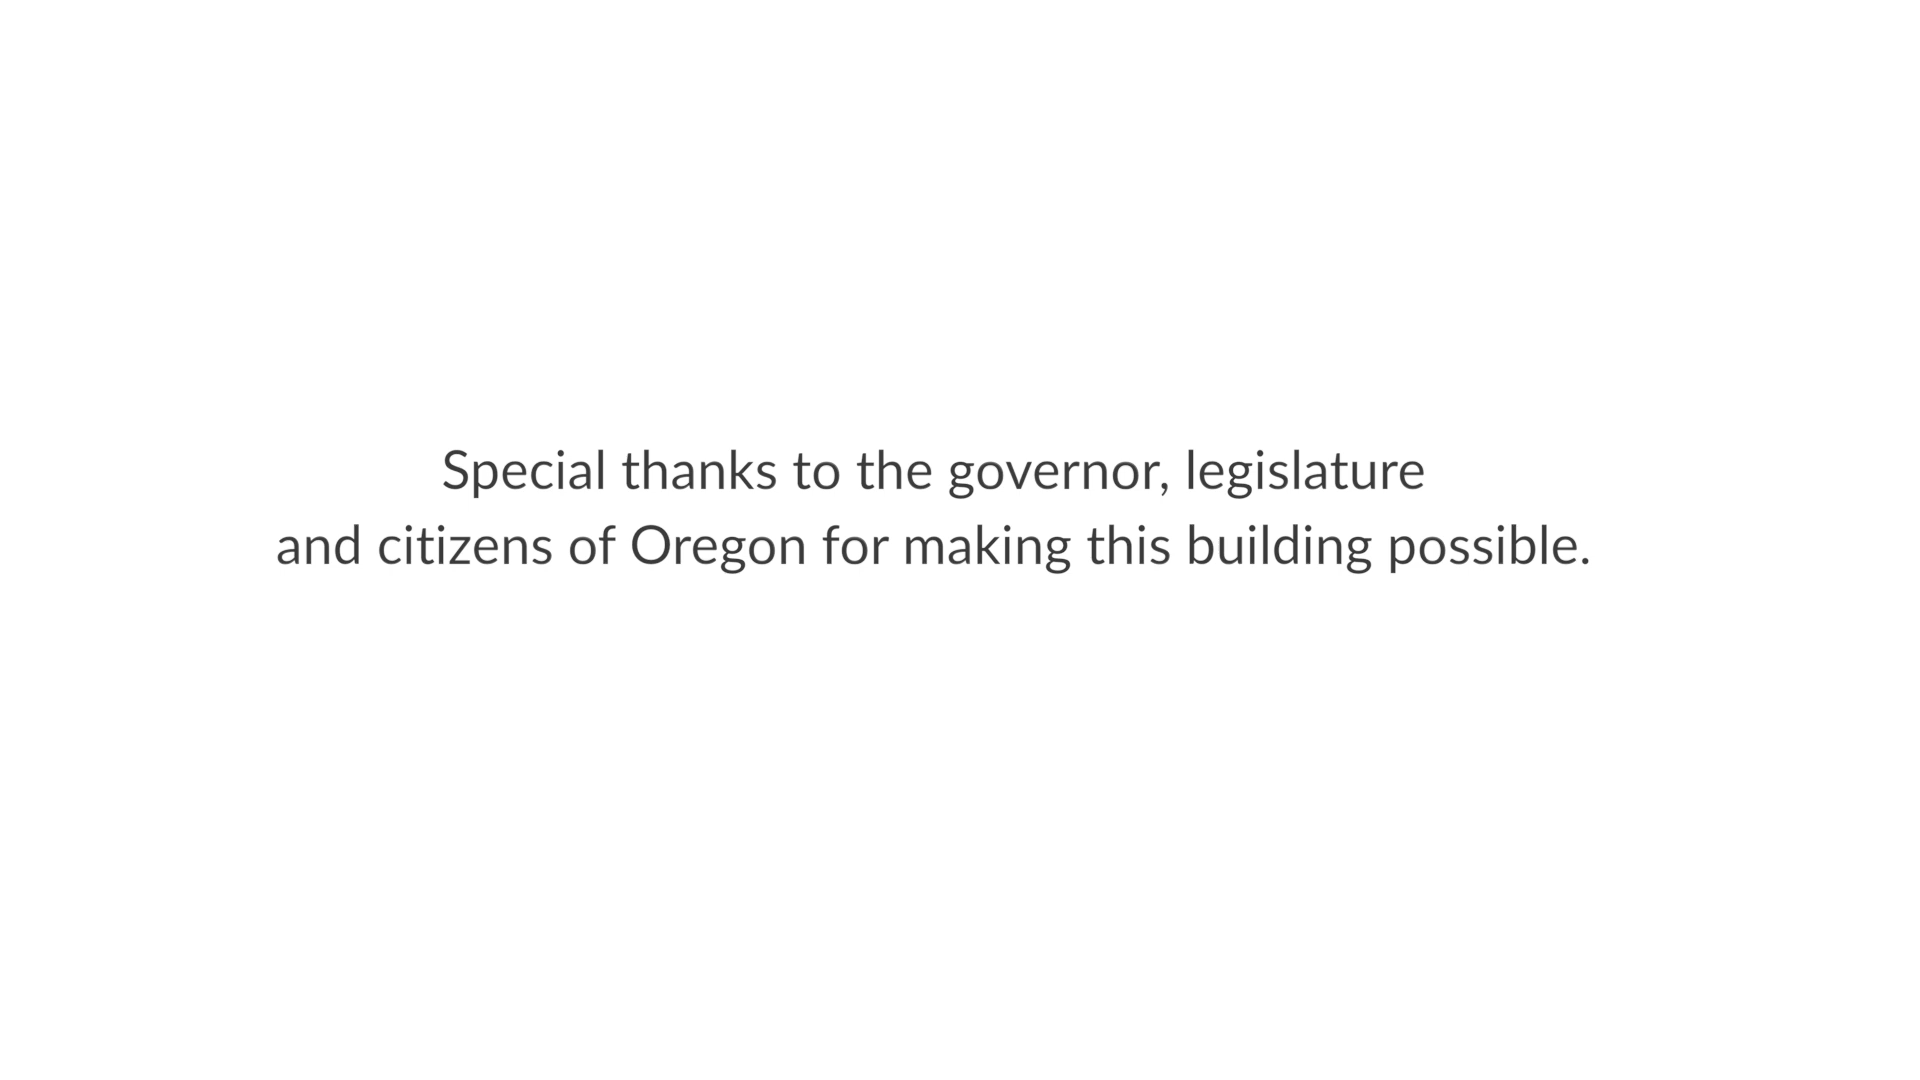 Special thanks to the governor, legislature
and citizens of Oregon for making this building possible.